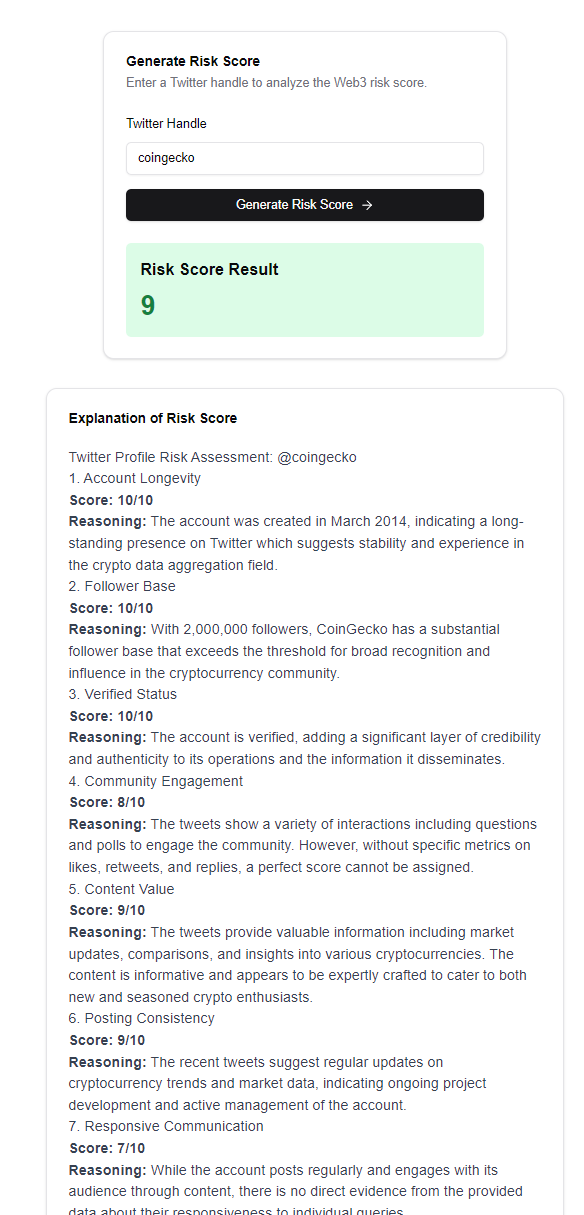 Generate Risk Score
Enter a Twitter handle to analyze the Web3 risk score.
Twitter Handle
coingecko
Generate Risk Score →
Risk Score Result
9
Explanation of Risk Score
Twitter Profile Risk Assessment: @coingecko
1. Account Longevity
Score: 10/10
Reasoning: The account was created in March 2014, indicating a long-
standing presence on Twitter which suggests stability and experience in
the crypto data aggregation field.
2. Follower Base
Score: 10/10
Reasoning: With 2,000,000 followers, CoinGecko has a substantial
follower base that exceeds the threshold for broad recognition and
influence in the cryptocurrency community.
3. Verified Status
Score: 10/10
Reasoning: The account is verified, adding a significant layer of credibility
and authenticity to its operations and the information it disseminates.
4. Community Engagement
Score: 8/10
Reasoning: The tweets show a variety of interactions including questions
and polls to engage the community. However, without specific metrics on
likes, retweets, and replies, a perfect score cannot be assigned.
5. Content Value
Score: 9/10
Reasoning: The tweets provide valuable information including market
updates, comparisons, and insights into various cryptocurrencies. The
content is informative and appears to be expertly crafted to cater to both
new and seasoned crypto enthusiasts.
6. Posting Consistency
Score: 9/10
Reasoning: The recent tweets suggest regular updates on
cryptocurrency trends and market data, indicating ongoing project
development and active management of the account.
7. Responsive Communication
Score: 7/10
Reasoning: While the account posts regularly and engages with its
audience through content, there is no direct evidence from the provided
data about their responsiveness to individual queries.